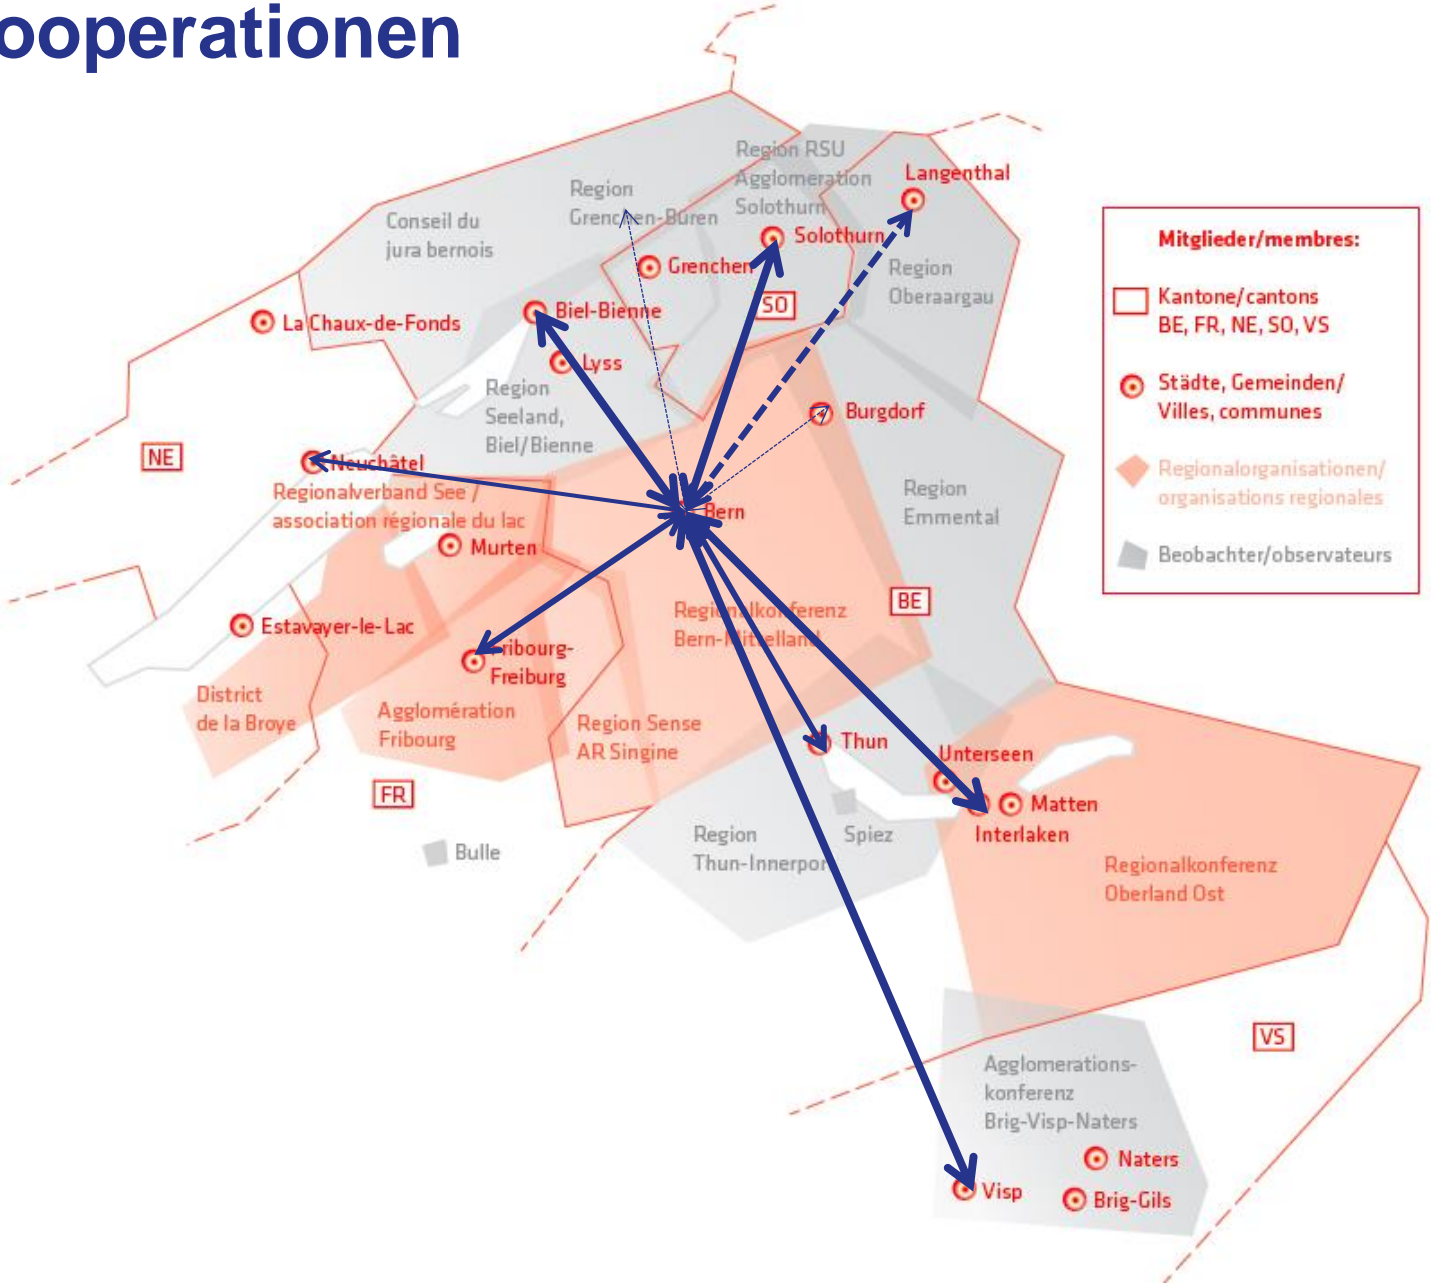 ooperationen
Region RSU
Agglomeration
Solothurn
Langenthal
Region
Grenchen-Büren
Conseil du
jura bernois
Solothurn
Grenchen
Region
Oberaargau
SO
Biel-Bienne
La Chaux-de-Fonds
Lyss
Region
Seeland,
Biel/Bienne
Burgdorf
NE
Neuchâtel
Regionalverband See /
association régionale du lac
Region
Emmental
Bern
Murten
BE
Regionalkonferenz
Bern-Mittelland
Estavayer-le-Lac
Fribourg-
Freiburg
District
de la Broye
Agglomération
Fribourg
Region Sense
AR Singine
Thun
Unterseen
FR
Matten
Interlaken
Region
Thun-Innerpor
Spiez
Bulle
Regionalkonferenz
Oberland Ost
VS
Agglomerations-
konferenz
Brig-Visp-Naters
Naters
Visp
Brig-Gils
Mitglieder/membres:
Kantone/cantons
BE, FR, NE, SO, VS
Städte, Gemeinden/
Villes, communes
Regionalorganisationen/
organisations regionales
Beobachter/observateurs